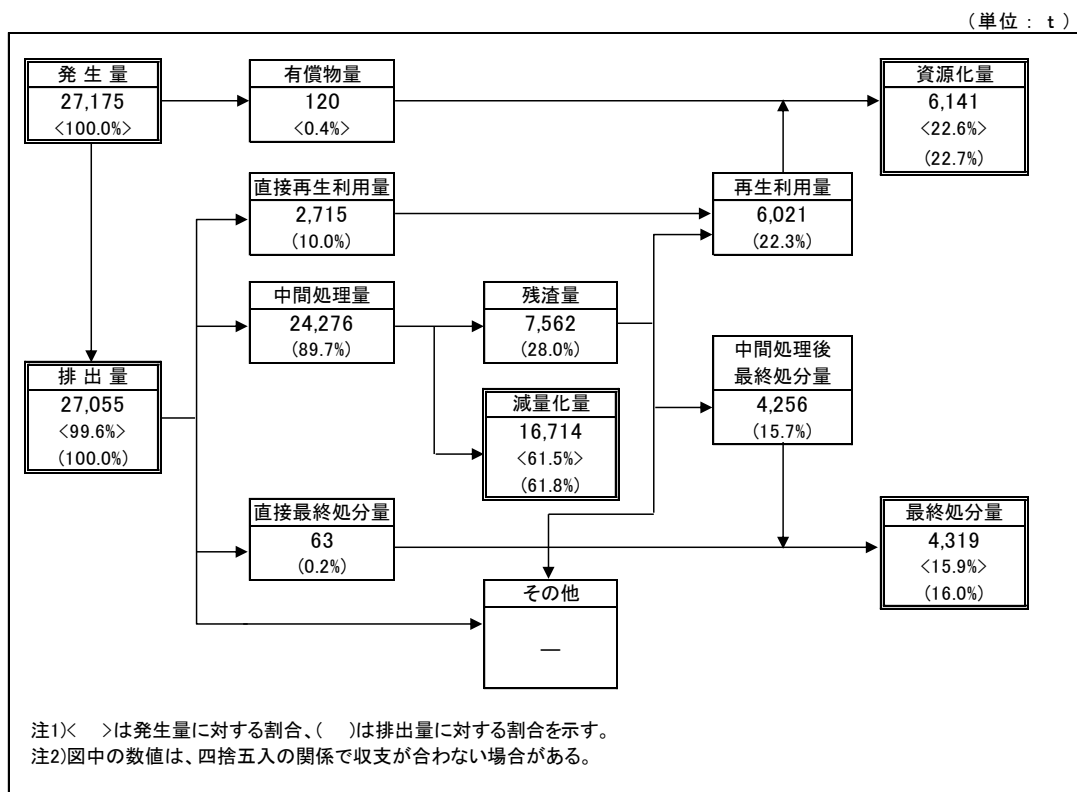 （単位 : t ）
発 生 量
27,175
<100.0%>
有償物量
120
<0.4%>
資源化量
6,141
<22.6%>
(22.7%)
直接再生利用量
2,715
(10.0%)
再生利用量
6,021
(22.3%)
中間処理量
24,276
(89.7%)
残渣量
7,562
(28.0%)
中間処理後
最終処分量
4,256
(15.7%)
排 出 量
27,055
<99.6%>
(100.0%)
減量化量
16,714
<61.5%>
(61.8%)
直接最終処分量
63
(0.2%)
最終処分量
4,319
<15.9%>
(16.0%)
その他
―
注1)<　>は発生量に対する割合、(　)は排出量に対する割合を示す。
注2)図中の数値は、四捨五入の関係で収支が合わない場合がある。